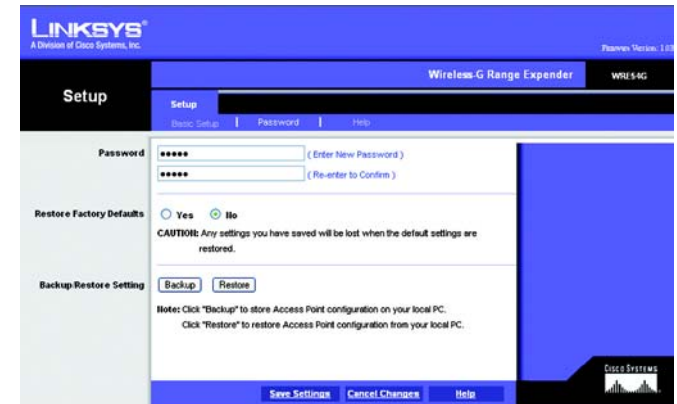 LINKSYS®
A Division of Cisco Systems, Inc.
Firmware Version: 1.03
Wireless-G Range Expender
WRE54G
Setup
Setup
Basic Setup | Password | Help
Password
●●●●●
( Enter New Password )
●●●●●
( Re-enter to Confirm )
Restore Factory Defaults
Yes
No
CAUTION: Any settings you have saved will be lost when the default settings are
restored.
Backup/Restore Setting
Backup
Restore
Note: Click "Backup" to store Access Point configuration on your local PC.
Click "Restore" to restore Access Point configuration from your local PC.
CISCO SYSTEMS
Save Settings
Cancel Changes
Help